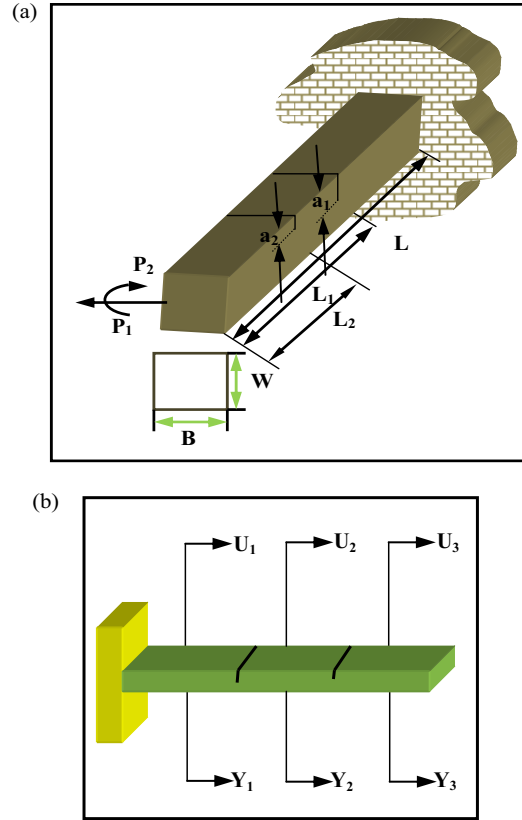 (a)
a₁
a₂
P₂
L
P₁
L₁
L₂
W
B
(b)
U₁ U₂ U₃
Y₁ Y₂ Y₃